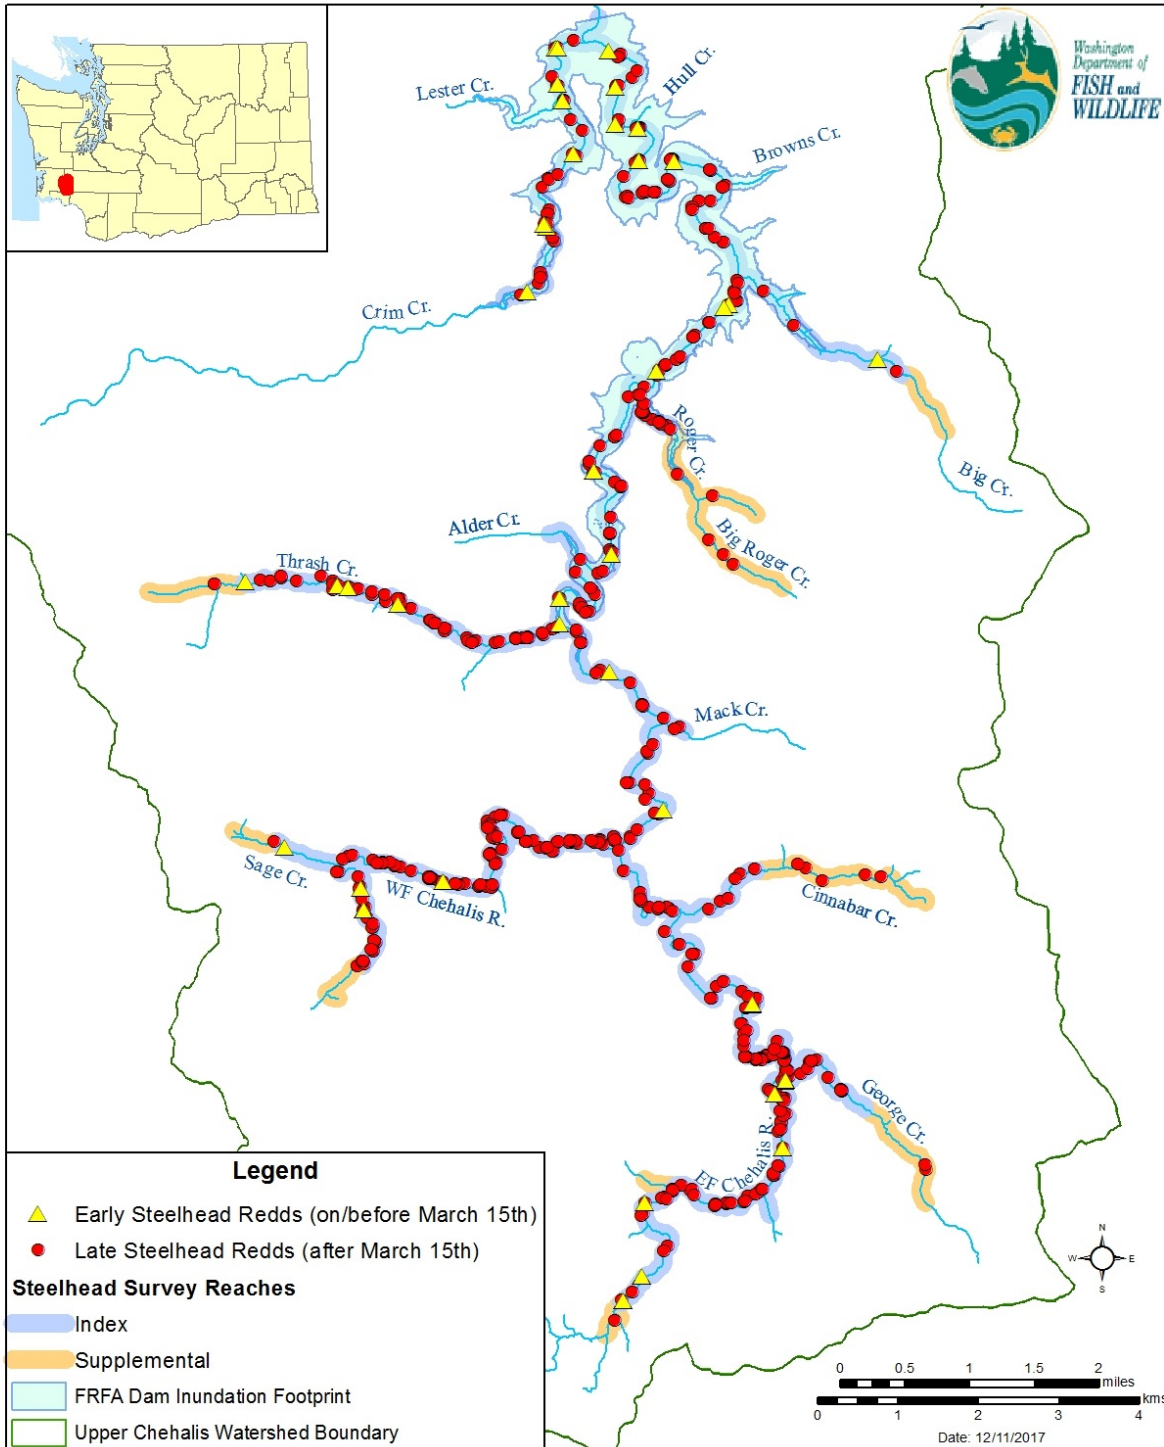 Washington
Department of
FISH and
WILDLIFE
Hull Cr.
Lester Cr.
Browns Cr.
Crim Cr.
Roger Cr.
Big Cr.
Alder Cr.
Big Roger Cr.
Thrash Cr.
Mack Cr.
Sage Cr.
WF Chehalis R.
Cinnabar Cr.
George Cr.
EF Chehalis R.
Legend
Early Steelhead Redds (on/before March 15th)
Late Steelhead Redds (after March 15th)
Steelhead Survey Reaches
Index
Supplemental
FRFA Dam Inundation Footprint
Upper Chehalis Watershed Boundary
N
W E
S
0 0.5 1 1.5 2
miles
kms
0 1 2 3 4
Date: 12/11/2017